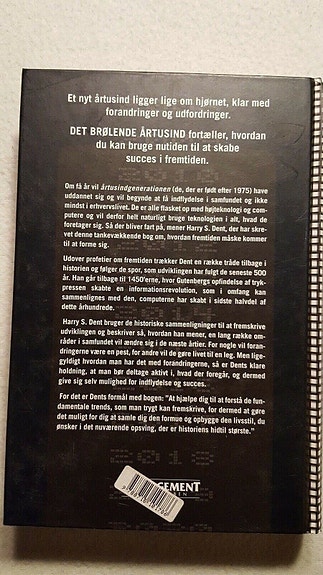 Et nyt årtusind ligger lige om hjørnet, klar med
forandringer og udfordringer.
DET BRØLENDE ÅRTUSIND fortæller, hvordan
du kan bruge nutiden til at skabe
succes i fremtiden.
Om få år vil årtusindgenerationen (de, der er født efter 1975) have
uddannet sig og vil begynde at få indflydelse i samfundet og ikke
mindst i erhvervslivet. De er alle flasket op med højteknologi og com-
putere og vil derfor helt naturligt bruge teknologien i alt, hvad de
foretager sig. Så der bliver fart på, mener Harry S. Dent, der har skre-
vet denne tankevækkende bog om, hvordan fremtiden måske kommer
til at forme sig.
Udover profetier om fremtiden trækker Dent en række tråde tilbage i
historien og følger de spor, som udviklingen har fulgt de seneste 500
år. Han går tilbage til 1450'erne, hvor Gutenbergs opfindelse af tryk-
pressen skabte en informationsrevolution, som i omfang kan
sammenlignes med den, computerne har skabt i sidste halvdel af
dette århundrede.
Harry S. Dent bruger de historiske sammenligninger til at fremskrive
udviklingen og beskriver så, hvordan han mener, en lang række om-
råder i samfundet vil ændre sig i de næste årtier. For nogle vil foran-
dringerne være en pest, for andre vil de gøre livet til en leg. Men lige-
gyldigt hvordan man har det med forandringerne, så er Dents klare
holdning, at man bør deltage aktivt i, hvad der foregår, og dermed
give sig selv mulighed for indflydelse og succes.
For det er Dents formål med bogen: "At hjælpe dig til at forstå de fun-
damentale trends, som man trygt kan fremskrive, for dermed at gøre
det muligt for dig at samle dig den formue og opbygge den livsstil, du
ønsker i det nuværende opsving, der er historiens hidtil største."
2013